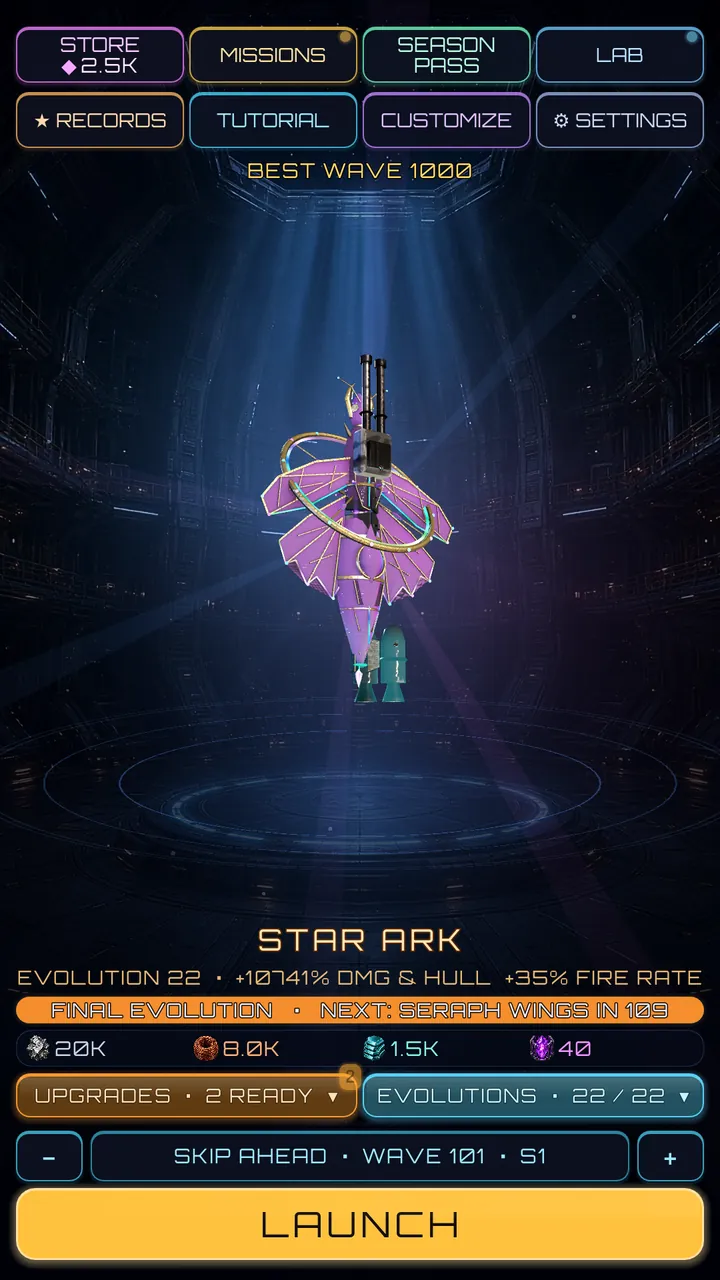 STORE
◆2.5K
MISSIONS
SEASON
PASS
LAB
★ RECORDS
TUTORIAL
CUSTOMIZE
⚙ SETTINGS
BEST WAVE 1000
STAR ARK
EVOLUTION 22 · +10741% DMG & HULL +35% FIRE RATE
FINAL EVOLUTION · NEXT: SERAPH WINGS IN 109
20K 8.0K 1.5K 40
2
UPGRADES · 2 READY ▼
EVOLUTIONS · 22 / 22 ▼
−
SKIP AHEAD · WAVE 101 · S1
+
LAUNCH